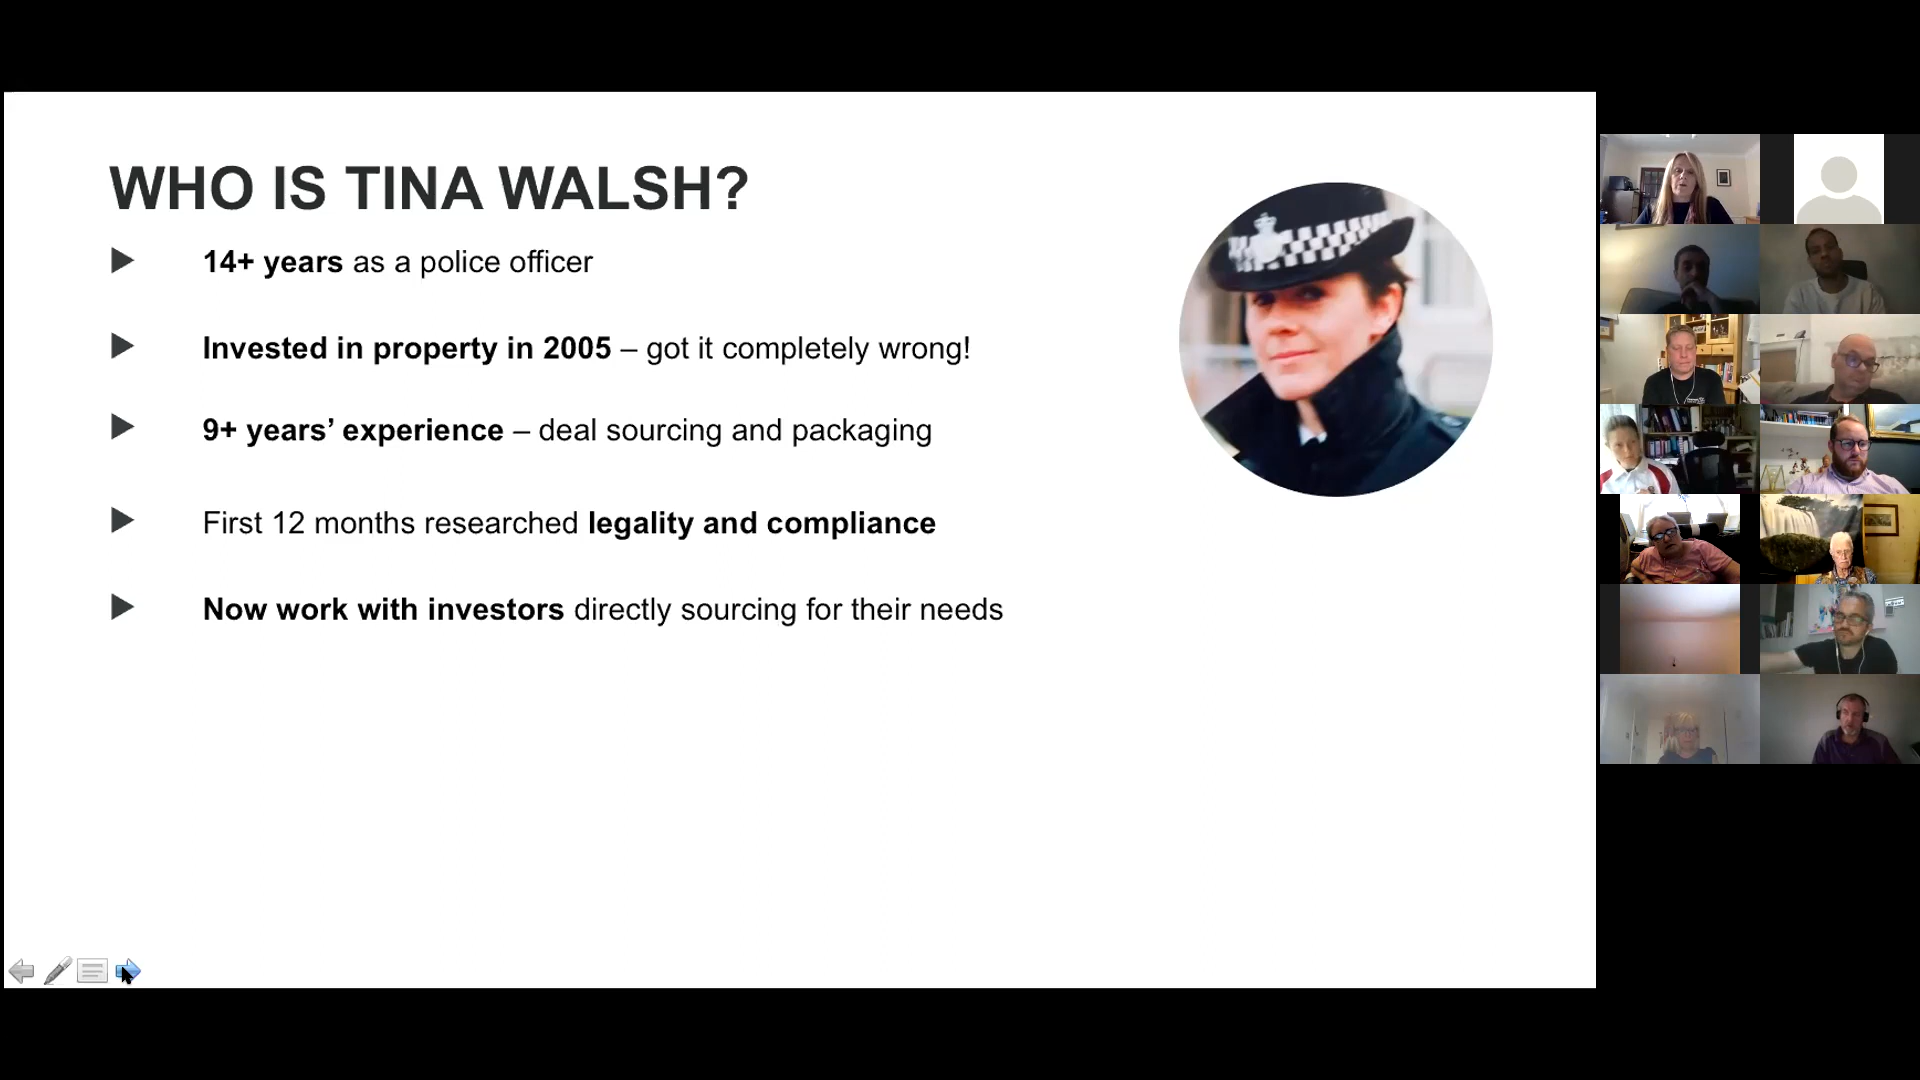 WHO IS TINA WALSH?
14+ years as a police officer
Invested in property in 2005 – got it completely wrong!
9+ years’ experience – deal sourcing and packaging
First 12 months researched legality and compliance
Now work with investors directly sourcing for their needs